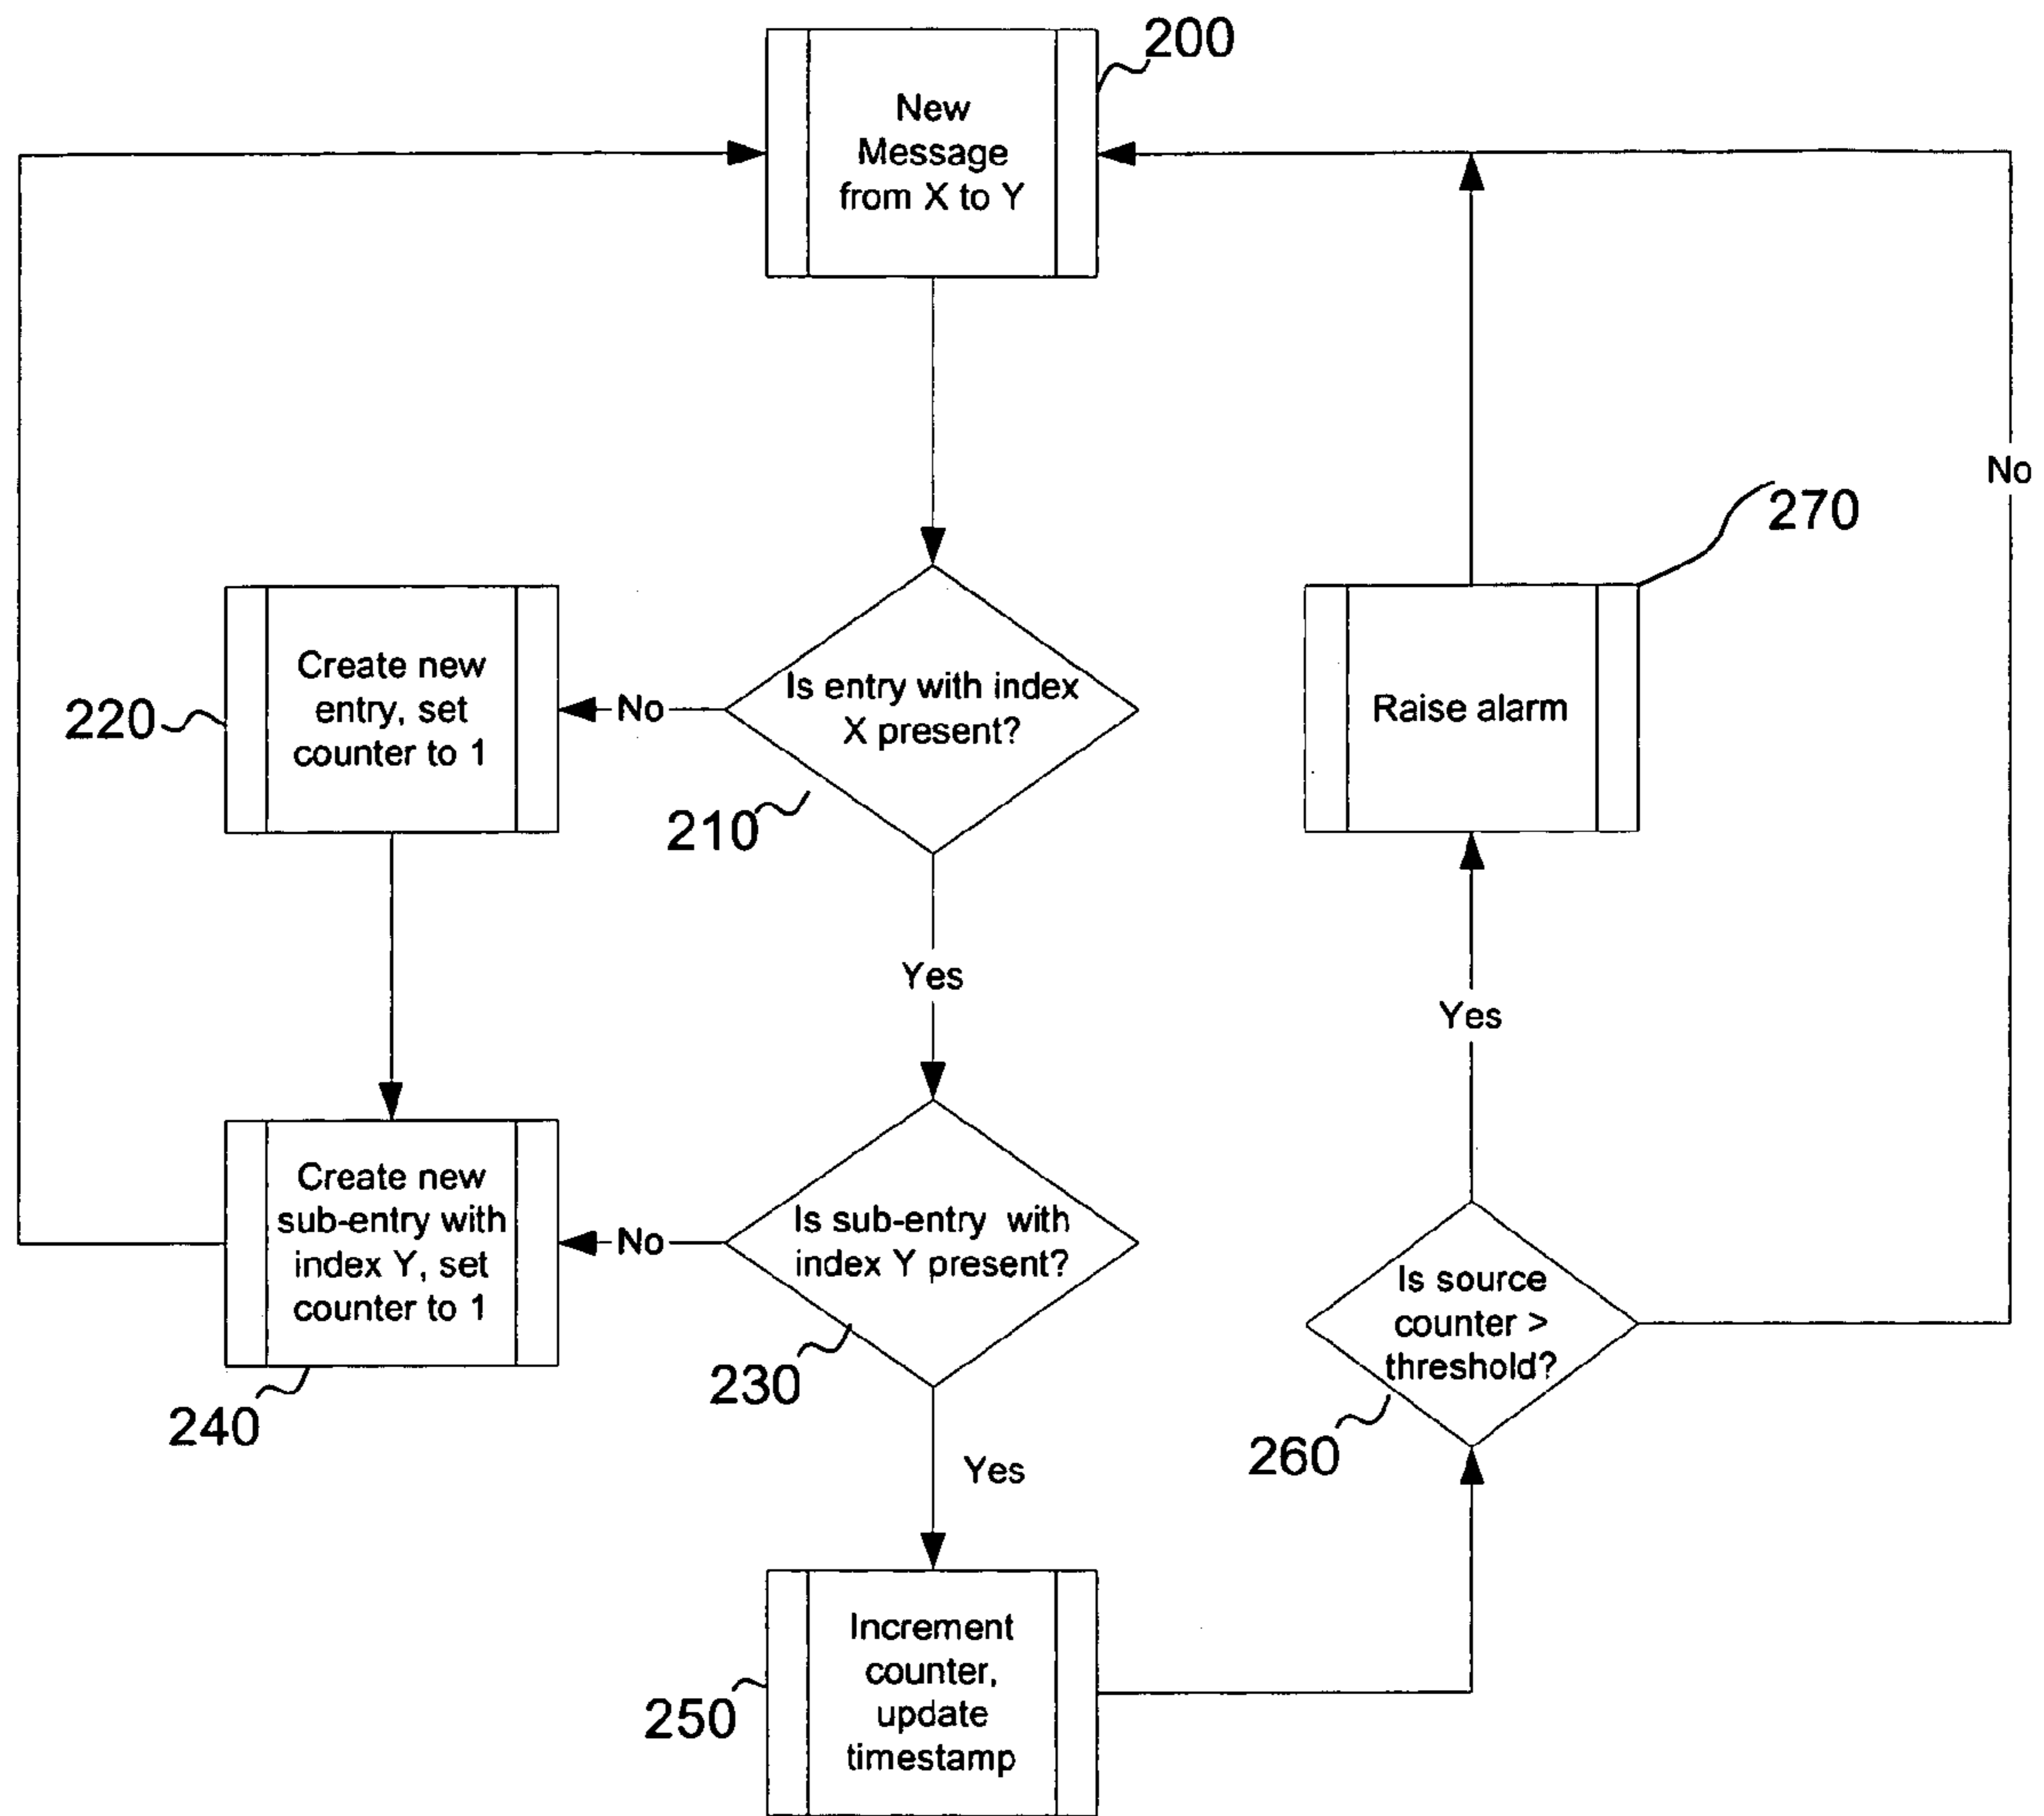 200
New
Message
from X to Y
No
270
Create new
entry, set
counter to 1
220
No
Is entry with index
X present?
210
Raise alarm
Yes
Yes
Create new
sub-entry with
index Y, set
counter to 1
240
No
Is sub-entry with
index Y present?
230
Is source
counter >
threshold?
260
Yes
Increment
counter,
update
timestamp
250